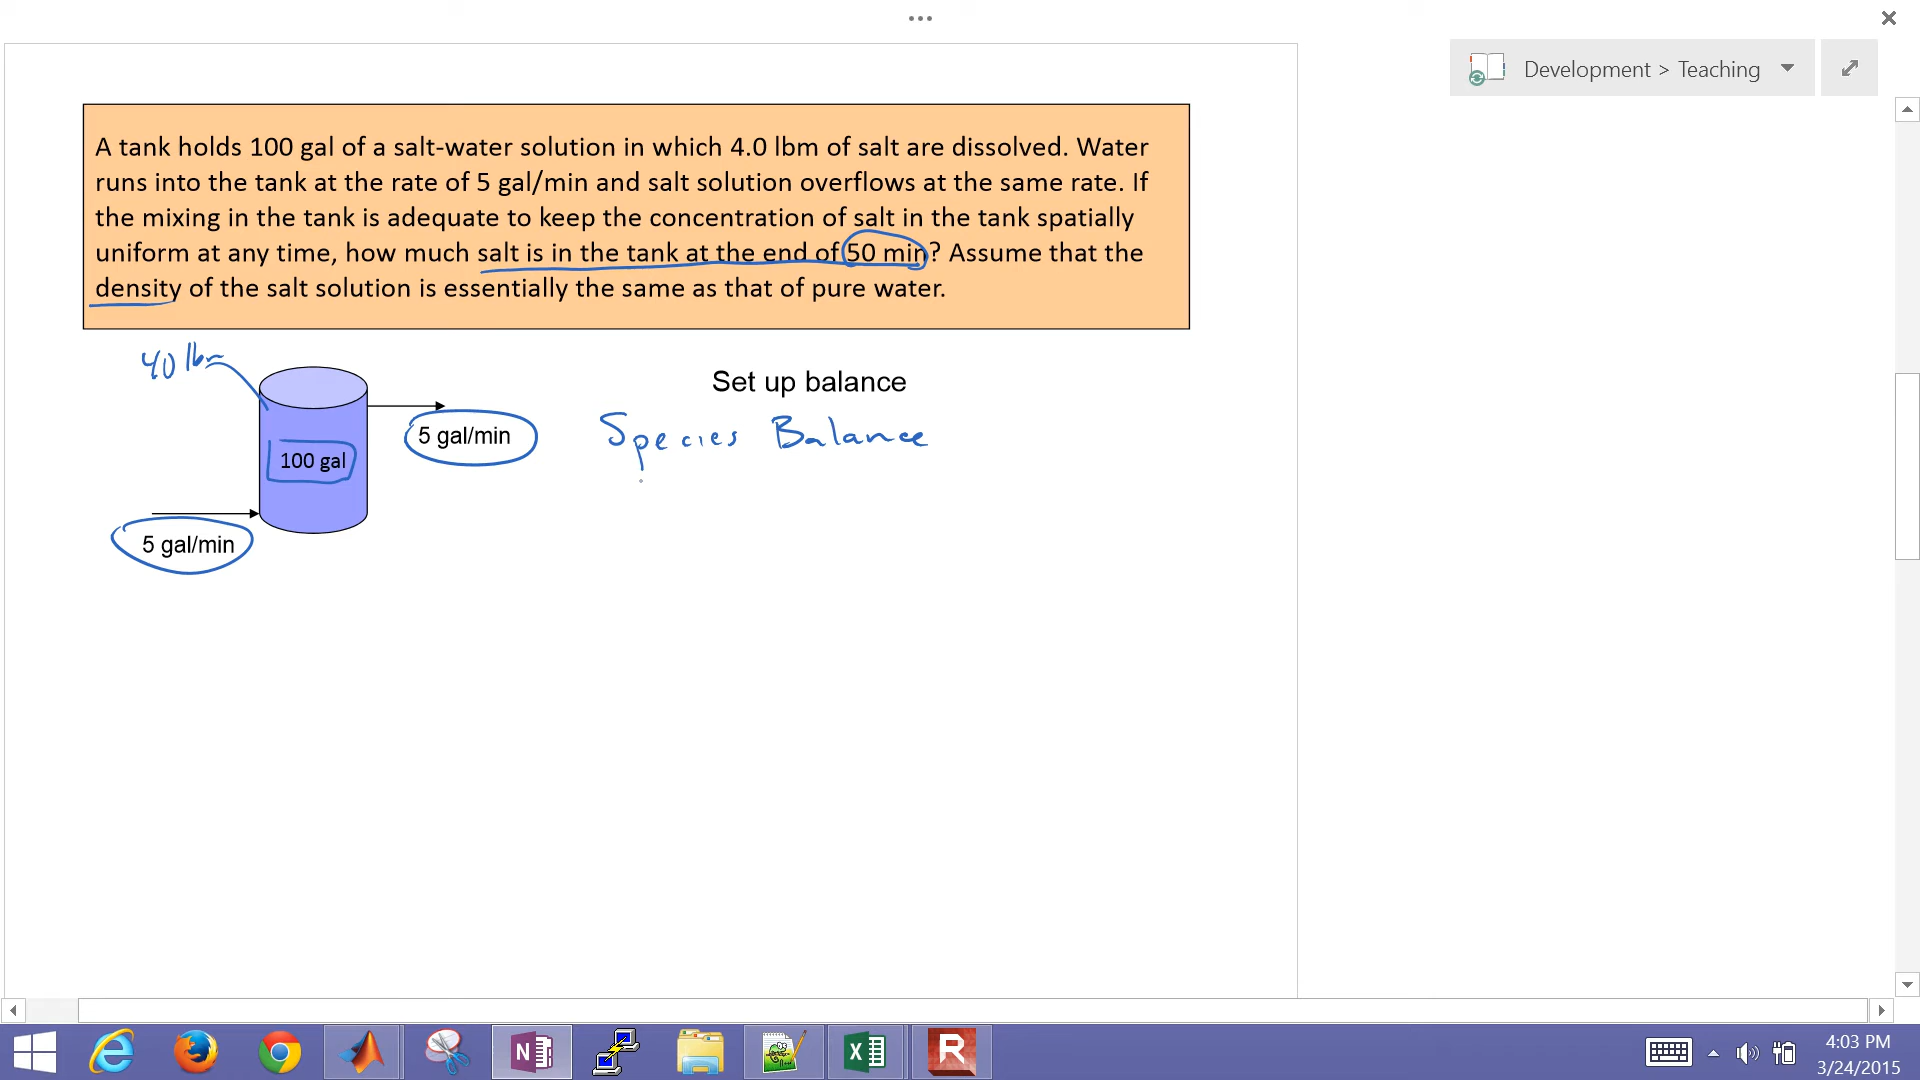 ...
Development > Teaching
A tank holds 100 gal of a salt-water solution in which 4.0 lbm of salt are dissolved. Water
runs into the tank at the rate of 5 gal/min and salt solution overflows at the same rate. If
the mixing in the tank is adequate to keep the concentration of salt in the tank spatially
uniform at any time, how much salt is in the tank at the end of 50 min? Assume that the
density of the salt solution is essentially the same as that of pure water.
40 lbm
Set up balance
5 gal/min
Species Balance
100 gal
5 gal/min
N
X
R
4:03 PM
3/24/2015